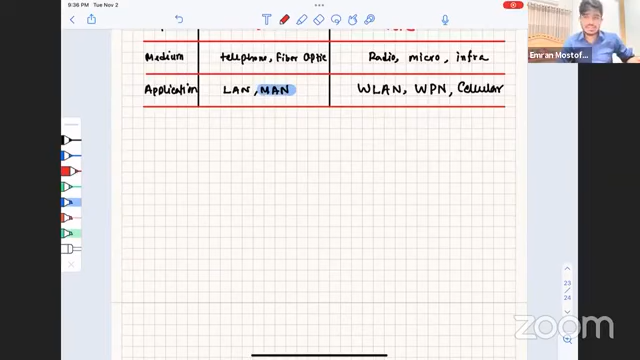 9:36 PM Tue Nov 2
Emran Mostof...
Medium telephone, Fiber Optic Radio, micro, infra
Application LAN, MAN WLAN, WPN, Cellular
23
/
24
zoom